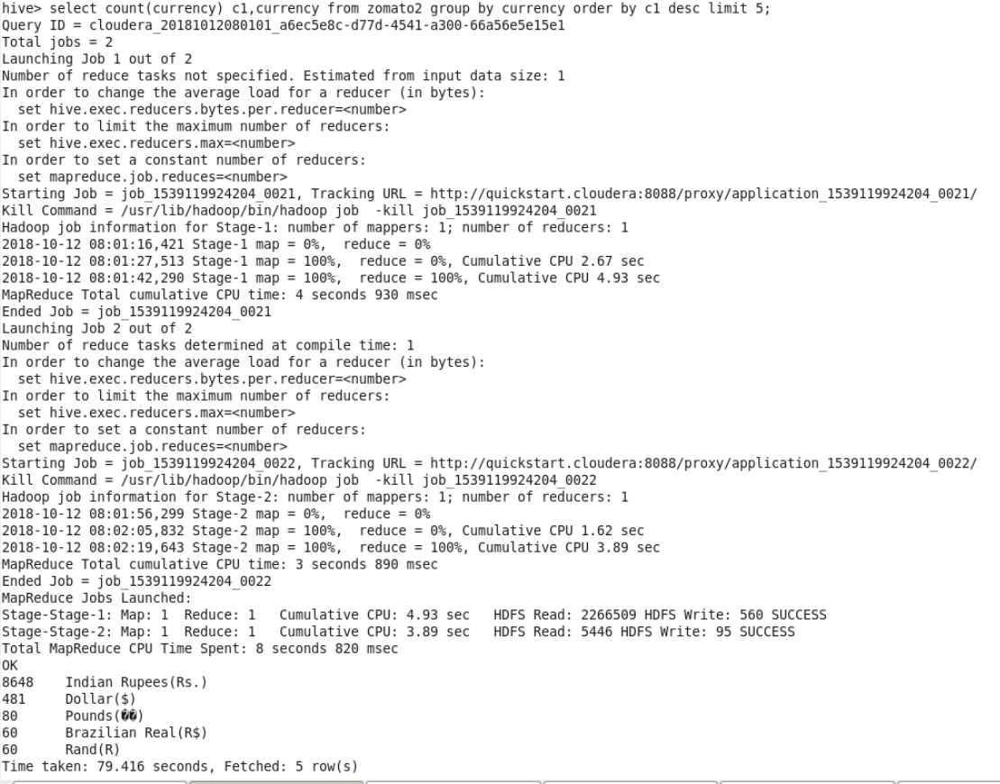 hive> select count(currency) c1,currency from zomato2 group by currency order by c1 desc limit 5;
Query ID = cloudera_20181012080101_a6ec5e8c-d77d-4541-a300-66a56e5e15e1
Total jobs = 2
Launching Job 1 out of 2
Number of reduce tasks not specified. Estimated from input data size: 1
In order to change the average load for a reducer (in bytes):
  set hive.exec.reducers.bytes.per.reducer=<number>
In order to limit the maximum number of reducers:
  set hive.exec.reducers.max=<number>
In order to set a constant number of reducers:
  set mapreduce.job.reduces=<number>
Starting Job = job_1539119924204_0021, Tracking URL = http://quickstart.cloudera:8088/proxy/application_1539119924204_0021/
Kill Command = /usr/lib/hadoop/bin/hadoop job  -kill job_1539119924204_0021
Hadoop job information for Stage-1: number of mappers: 1; number of reducers: 1
2018-10-12 08:01:16,421 Stage-1 map = 0%,  reduce = 0%
2018-10-12 08:01:27,513 Stage-1 map = 100%,  reduce = 0%, Cumulative CPU 2.67 sec
2018-10-12 08:01:42,290 Stage-1 map = 100%,  reduce = 100%, Cumulative CPU 4.93 sec
MapReduce Total cumulative CPU time: 4 seconds 930 msec
Ended Job = job_1539119924204_0021
Launching Job 2 out of 2
Number of reduce tasks determined at compile time: 1
In order to change the average load for a reducer (in bytes):
  set hive.exec.reducers.bytes.per.reducer=<number>
In order to limit the maximum number of reducers:
  set hive.exec.reducers.max=<number>
In order to set a constant number of reducers:
  set mapreduce.job.reduces=<number>
Starting Job = job_1539119924204_0022, Tracking URL = http://quickstart.cloudera:8088/proxy/application_1539119924204_0022/
Kill Command = /usr/lib/hadoop/bin/hadoop job  -kill job_1539119924204_0022
Hadoop job information for Stage-2: number of mappers: 1; number of reducers: 1
2018-10-12 08:01:56,299 Stage-2 map = 0%,  reduce = 0%
2018-10-12 08:02:05,832 Stage-2 map = 100%,  reduce = 0%, Cumulative CPU 1.62 sec
2018-10-12 08:02:19,643 Stage-2 map = 100%,  reduce = 100%, Cumulative CPU 3.89 sec
MapReduce Total cumulative CPU time: 3 seconds 890 msec
Ended Job = job_1539119924204_0022
MapReduce Jobs Launched:
Stage-Stage-1: Map: 1  Reduce: 1   Cumulative CPU: 4.93 sec   HDFS Read: 2266509 HDFS Write: 560 SUCCESS
Stage-Stage-2: Map: 1  Reduce: 1   Cumulative CPU: 3.89 sec   HDFS Read: 5446 HDFS Write: 95 SUCCESS
Total MapReduce CPU Time Spent: 8 seconds 820 msec
OK
8648    Indian Rupees(Rs.)
481     Dollar($)
80      Pounds(��)
60      Brazilian Real(R$)
60      Rand(R)
Time taken: 79.416 seconds, Fetched: 5 row(s)